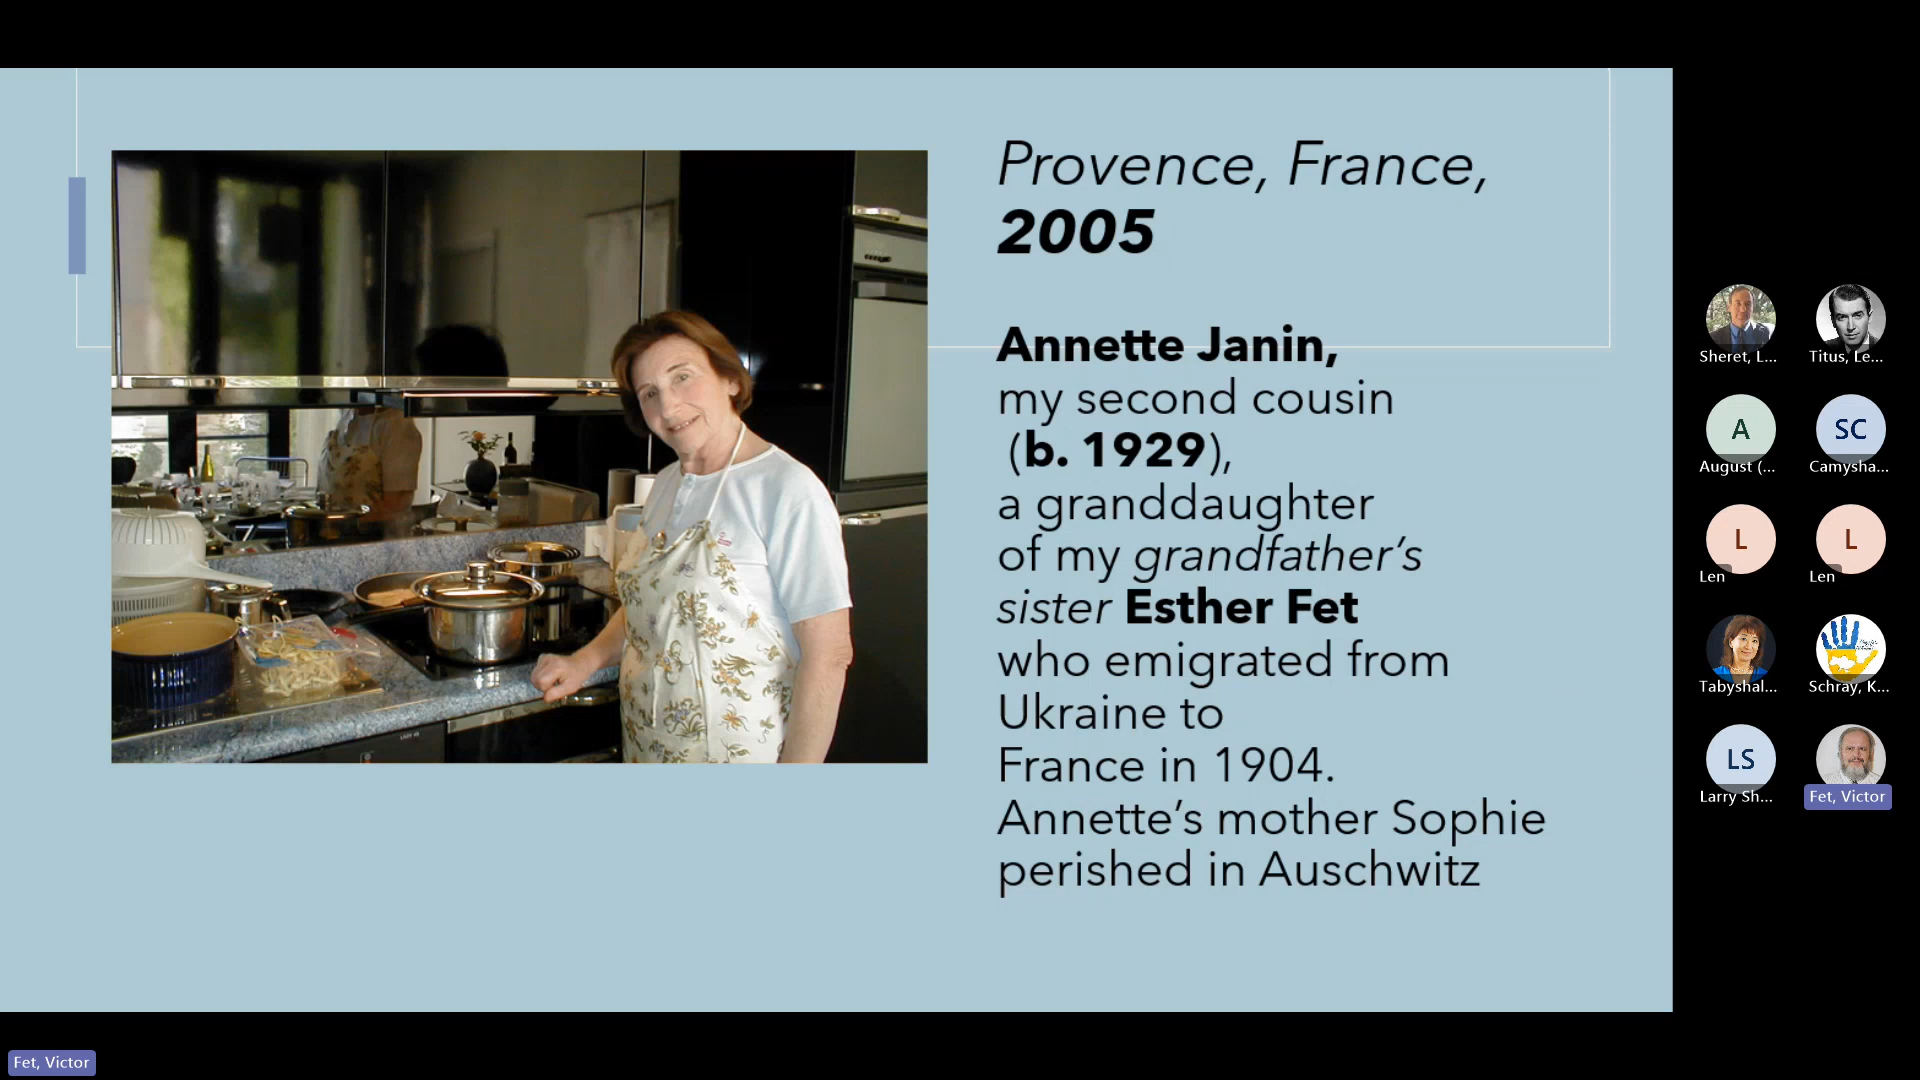 Provence, France,
2005
Annette Janin,
my second cousin
(b. 1929),
a granddaughter
of my grandfather’s
sister Esther Fet
who emigrated from
Ukraine to
France in 1904.
Annette’s mother Sophie
perished in Auschwitz
Sheret, L...
Titus, Le...
A
August (...
SC
Camysha...
L
Len
L
Len
Tabyshal...
Schray, K...
LS
Larry Sh...
Fet, Victor
Fet, Victor